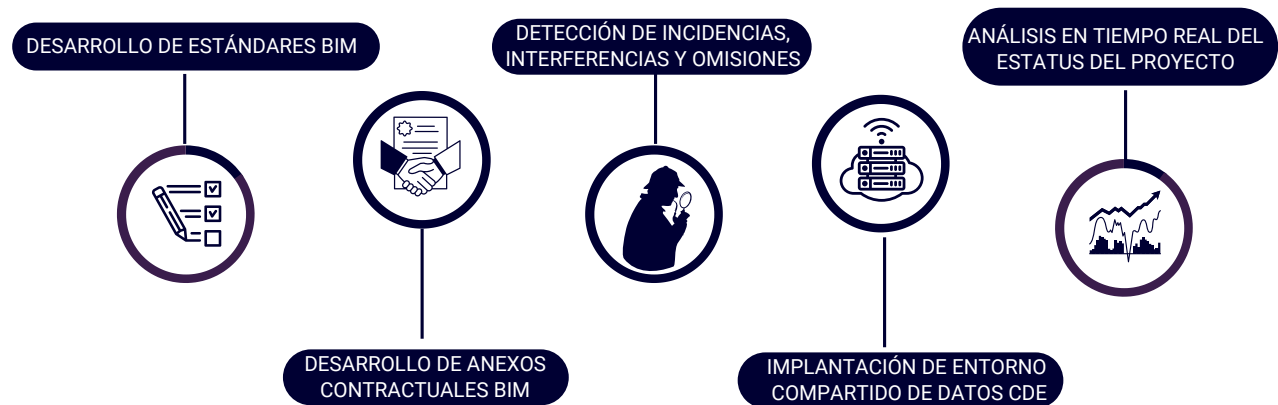 DESARROLLO DE ESTÁNDARES BIM
DETECCIÓN DE INCIDENCIAS,
INTERFERENCIAS Y OMISIONES
ANÁLISIS EN TIEMPO REAL DEL
ESTATUS DEL PROYECTO
DESARROLLO DE ANEXOS
CONTRACTUALES BIM
IMPLANTACIÓN DE ENTORNO
COMPARTIDO DE DATOS CDE